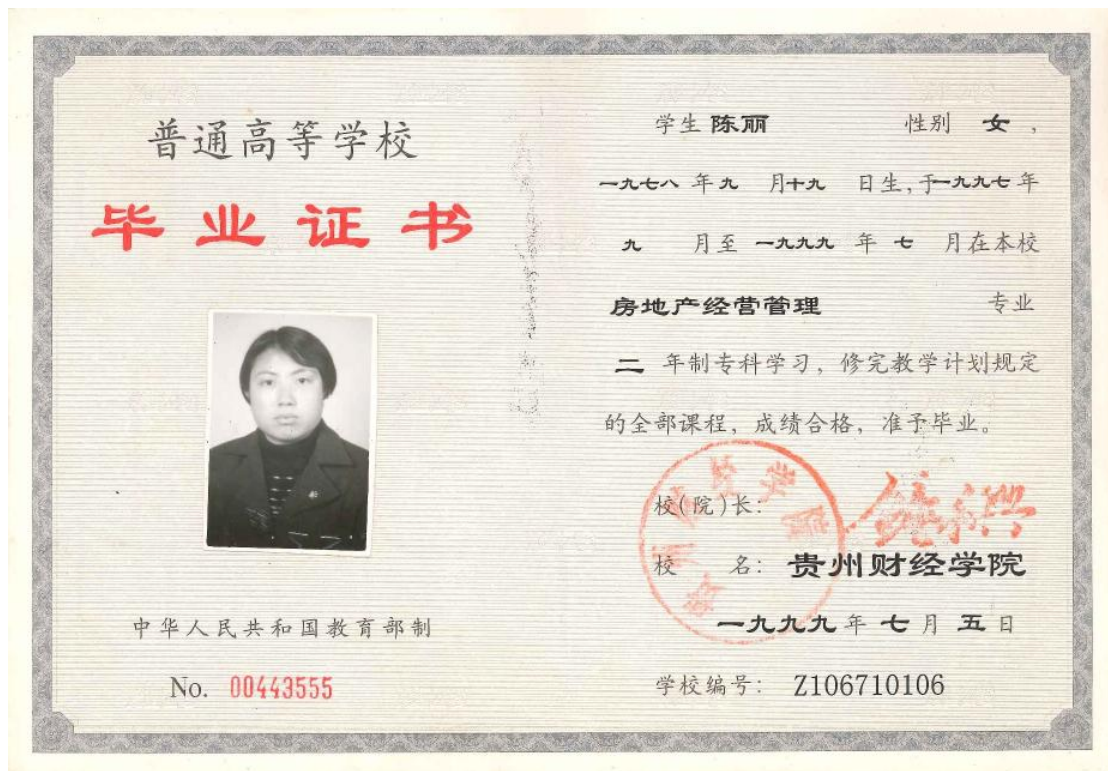 普通高等学校
毕业证书
中华人民共和国教育部制
No. 00443555
学生 陈丽 性别 女 ,
一九七八 年 九 月 十九 日生, 于 一九九七 年
九 月至 一九九九 年 七 月在本校
房地产经营管理 专业
二 年制专科学习, 修完教学计划规定
的全部课程, 成绩合格, 准予毕业。
校(院)长:
校 名: 贵州财经学院
一九九九 年 七 月 五 日
学校编号: Z106710106
贵州财经学院